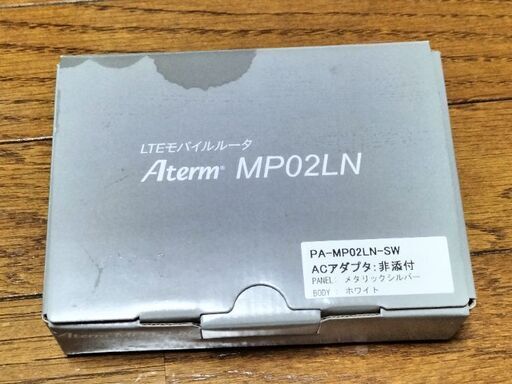 LTEモバイルルータ
Aterm® MP02LN
PA-MP02LN-SW
ACアダプタ:非添付
PANEL: メタリックシルバー
BODY : ホワイト
Aterm MP02LN